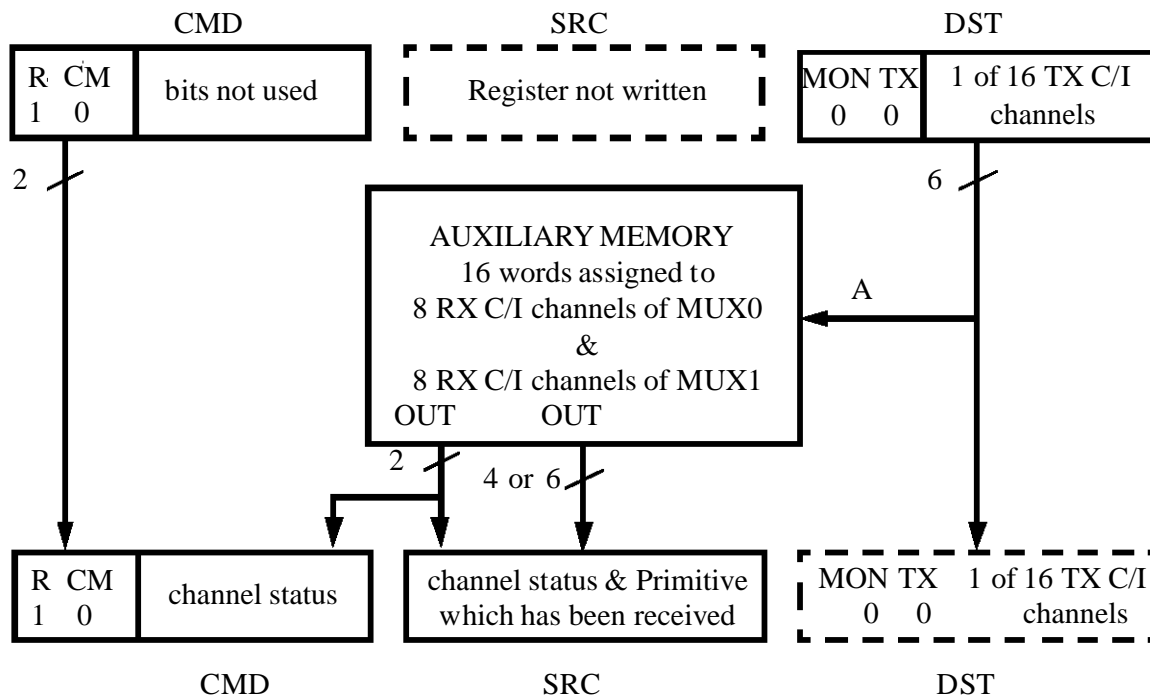 CMD
SRC
DST
R CM
1 0
bits not used
Register not written
MON TX
0 0
1 of 16 TX C/I
channels
2
6
AUXILIARY MEMORY
16 words assigned to
8 RX C/I channels of MUX0
&
8 RX C/I channels of MUX1
OUT OUT
A
2
4 or 6
R CM
1 0
channel status
channel status & Primitive
which has been received
MON TX
0 0
1 of 16 TX C/I
channels
CMD
SRC
DST